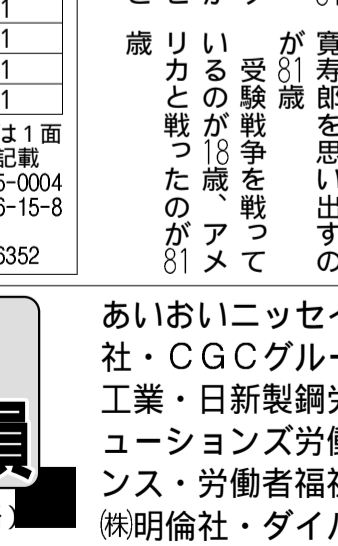 寛寿郎を思い出すの
が81歳
受験戦争を戦って
いるのが18歳、アメ
リカと戦ったのが81
歳
1
1
1
1
は1面
記載
5-0004
6-15-8
6352
員
あいおいニッセイ
社・ＣＧＣグルー
工業・日新製鋼労
ューションズ労働
ンス・労働者福祉
㈱明倫社・ダイル